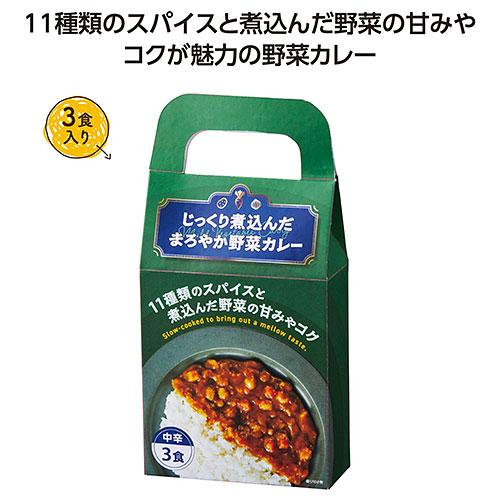 11種類のスパイスと煮込んだ野菜の甘みや
コクが魅力の野菜カレー
3食
入り
じっくり煮込んだ
Mild Vegetable Curry
まろやか野菜カレー
11種類のスパイスと
煮込んだ野菜の甘みやコク
Slow-cooked to bring out a mellow taste.
中辛
3食